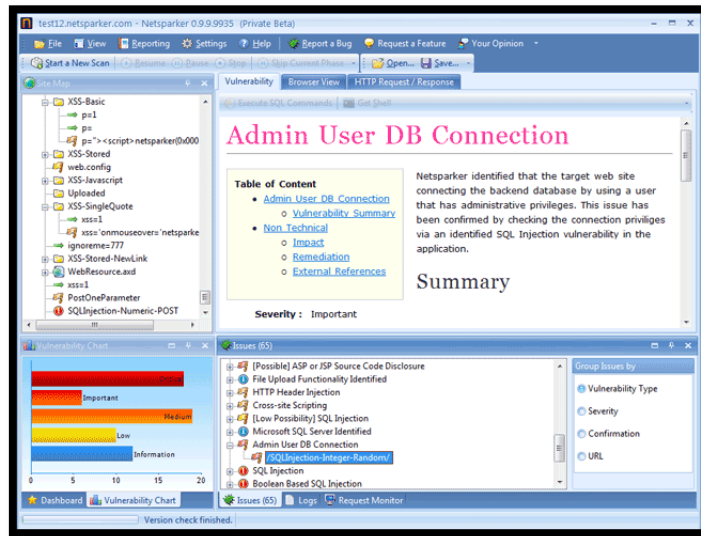 test12.netsparker.com - Netsparker 0.9.9.9935 (Private Beta)
File View Reporting Settings Help Report a Bug Request a Feature Your Opinion
Start a New Scan Resume Pause Stop Skip Current Phase Open... Save...
Site Map
Vulnerability Browser View HTTP Request / Response
Execute SQL Commands Get Shell
XSS-Basic
p=1
p=
p="><script>netsparker(0x000
XSS-Stored
web.config
XSS-Javascript
Uploaded
XSS-SingleQuote
xss=1
xss='onmouseover='netsparke
ignoreme=777
XSS-Stored-NewLink
WebResource.axd
xss=1
PostOneParameter
SQLInjection-Numeric-POST
Admin User DB Connection
Table of Content
Admin User DB Connection
Vulnerability Summary
Non Technical
Impact
Remediation
External References
Netsparker identified that the target web site
connecting the backend database by using a user
that has administrative privileges. This issue has
been confirmed by checking the connection priviliges
via an identified SQL Injection vulnerability in the
application.
Summary
Severity : Important
Vulnerability Chart
Critical
Important
Medium
Low
Information
0 5 10 15 20
Dashboard Vulnerability Chart
Issues (65)
[Possible] ASP or JSP Source Code Disclosure
File Upload Functionality Identified
HTTP Header Injection
Cross-site Scripting
[Low Possibility] SQL Injection
Microsoft SQL Server Identified
Admin User DB Connection
/SQLInjection-Integer-Random/
SQL Injection
Boolean Based SQL Injection
Group Issues by
Vulnerability Type
Severity
Confirmation
URL
Issues (65) Logs Request Monitor
Version check finished.